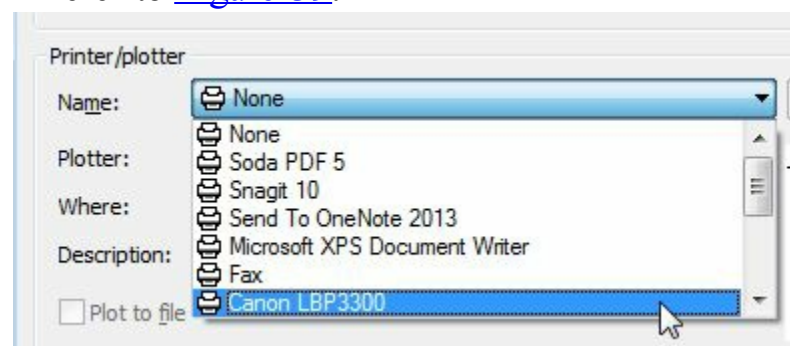 Printer/plotter
Name: None
None
Plotter: Soda PDF 5
Snagit 10
Where: Send To OneNote 2013
Description: Microsoft XPS Document Writer
Fax
Plot to file Canon LBP3300